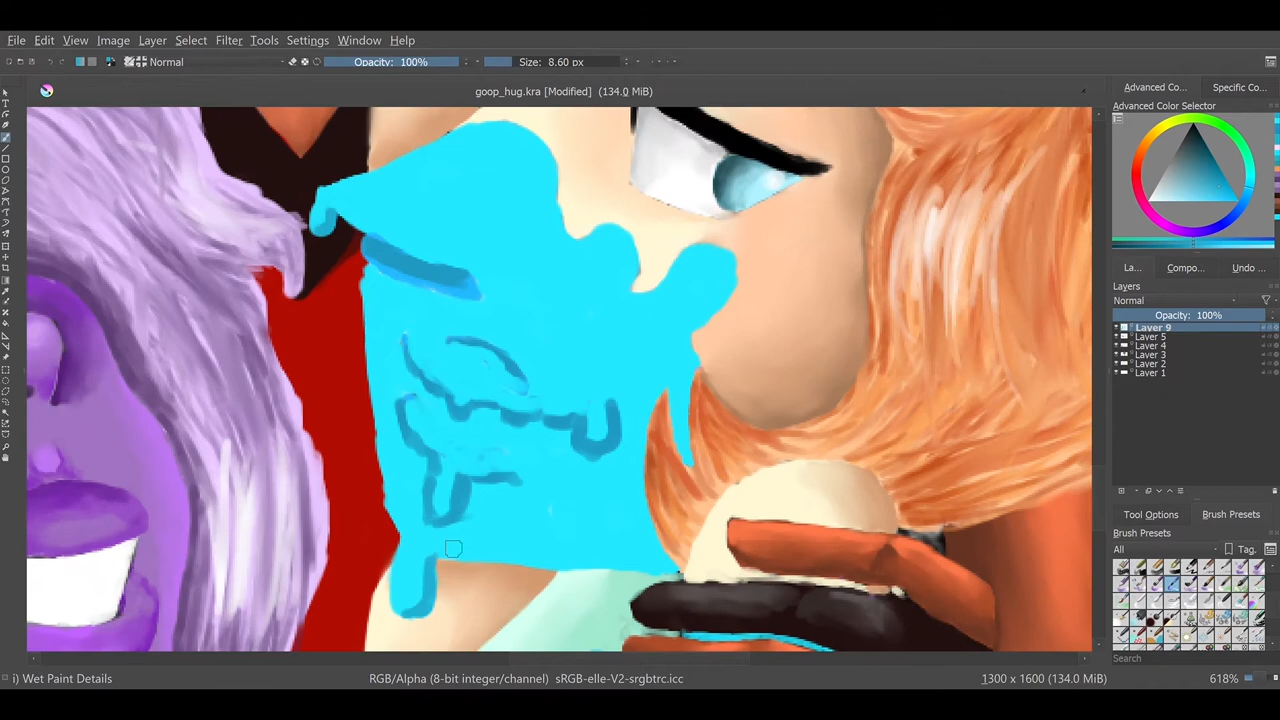 File Edit View Image Layer Select Filter Tools Settings Window Help
Normal Opacity: 100% Size: 8.60 px
goop_hug.kra [Modified] (134.0 MiB)
Advanced Co... Specific Co...
Advanced Color Selector
La... Compo... Undo ...
Layers
Normal
Opacity: 100%
Layer 9
Layer 5
Layer 4
Layer 3
Layer 2
Layer 1
Tool Options Brush Presets
Brush Presets
All Tag.
Search
i) Wet Paint Details RGB/Alpha (8-bit integer/channel) sRGB-elle-V2-srgbtrc.icc 1300 x 1600 (134.0 MiB) 618%